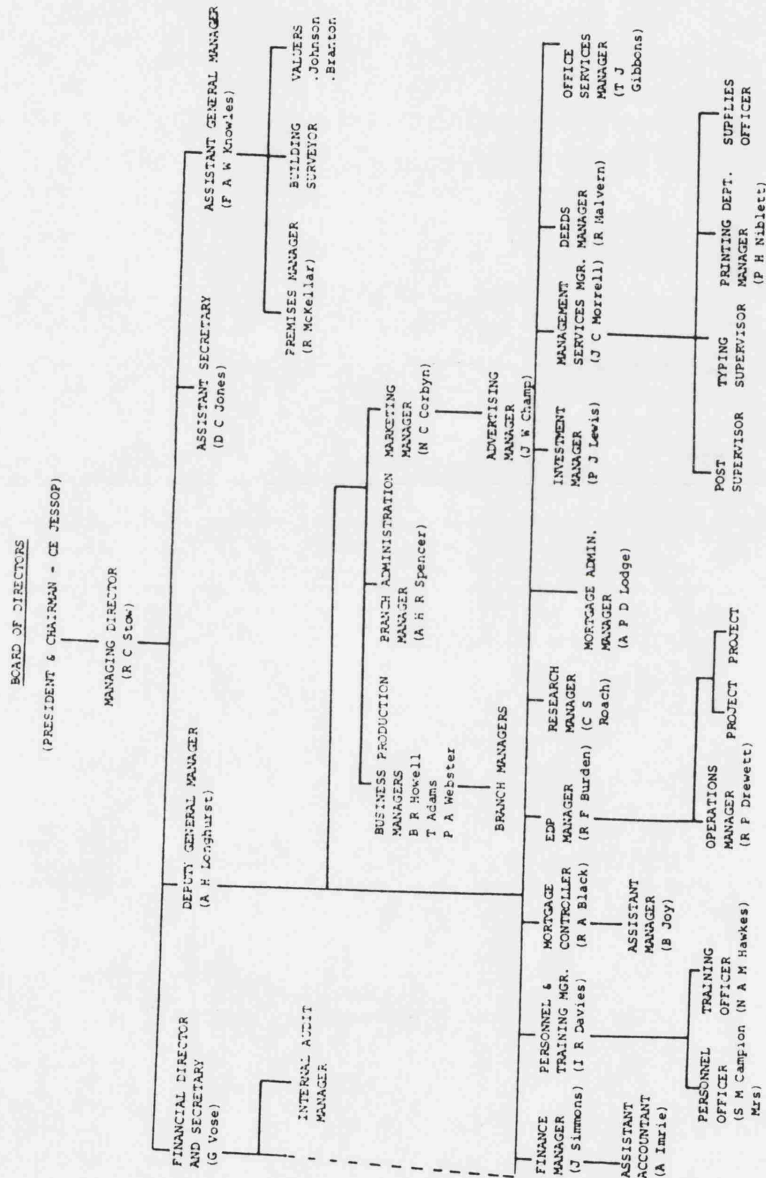 BOARD OF DIRECTORS
(PRESIDENT & CHAIRMAN - CE JESSOP)
MANAGING DIRECTOR
(R C Stow)
FINANCIAL DIRECTOR
AND SECRETARY
(G Vose)
DEPUTY GENERAL MANAGER
(A H Longhurst)
ASSISTANT SECRETARY
(D C Jones)
ASSISTANT GENERAL MANAGER
(F A W Knowles)
INTERNAL AUDIT
MANAGER
PREMISES MANAGER
(R McKellar)
BUILDING
SURVEYOR
VALUERS
.Johnson
.Branton
BUSINESS PRODUCTION
MANAGERS
B R Howell
T Adams
P A Webster
BRANCH ADMINISTRATION
MANAGER
(A H R Spencer)
MARKETING
MANAGER
(N C Corbyn)
BRANCH MANAGERS
ADVERTISING
MANAGER
(J W Champ)
FINANCE
MANAGER
(J Simmons)
PERSONNEL &
TRAINING MGR.
(I R Davies)
MORTGAGE
CONTROLLER
(R A Black)
EDP
MANAGER
(R F Burden)
RESEARCH
MANAGER
(C S
Roach)
MORTGAGE ADMIN.
MANAGER
(A P D Lodge)
INVESTMENT
MANAGER
(P J Lewis)
MANAGEMENT
SERVICES MGR.
(J C Morrell)
DEEDS
MANAGER
(R Malvern)
OFFICE
SERVICES
MANAGER
(T J
Gibbons)
ASSISTANT
ACCOUNTANT
(A Imrie)
PERSONNEL
OFFICER
(S M Campion
Mrs)
TRAINING
OFFICER
(N A M Hawkes)
ASSISTANT
MANAGER
(B Joy)
OPERATIONS
MANAGER
(R P Drewett)
PROJECT
PROJECT
POST
SUPERVISOR
TYPING
SUPERVISOR
PRINTING DEPT.
MANAGER
(P H Niblett)
SUPPLIES
OFFICER